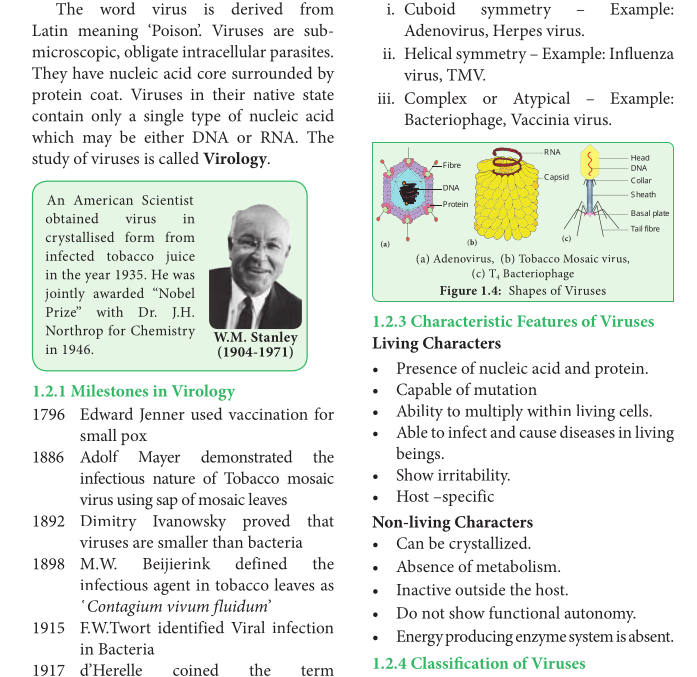 The word virus is derived from
Latin meaning ‘Poison’. Viruses are sub-
microscopic, obligate intracellular parasites.
They have nucleic acid core surrounded by
protein coat. Viruses in their native state
contain only a single type of nucleic acid
which may be either DNA or RNA. The
study of viruses is called Virology.
An American Scientist
obtained virus in
crystallised form from
infected tobacco juice
in the year 1935. He was
jointly awarded “Nobel
Prize” with Dr. J.H.
Northrop for Chemistry
in 1946.
W.M. Stanley
(1904-1971)
1.2.1 Milestones in Virology
1796 Edward Jenner used vaccination for
small pox
1886 Adolf Mayer demonstrated the
infectious nature of Tobacco mosaic
virus using sap of mosaic leaves
1892 Dimitry Ivanowsky proved that
viruses are smaller than bacteria
1898 M.W. Beijierink defined the
infectious agent in tobacco leaves as
‘Contagium vivum fluidum’
1915 F.W.Twort identified Viral infection
in Bacteria
1917 d’Herelle coined the term
i. Cuboid symmetry – Example:
Adenovirus, Herpes virus.
ii. Helical symmetry – Example: Influenza
virus, TMV.
iii. Complex or Atypical – Example:
Bacteriophage, Vaccinia virus.
Fibre
DNA
Protein
(a)
RNA
Capsid
(b)
Head
DNA
Collar
Sheath
Basal plate
Tail fibre
(c)
(a) Adenovirus, (b) Tobacco Mosaic virus,
(c) T4 Bacteriophage
Figure 1.4: Shapes of Viruses
1.2.3 Characteristic Features of Viruses
Living Characters
• Presence of nucleic acid and protein.
• Capable of mutation
• Ability to multiply within living cells.
• Able to infect and cause diseases in living
beings.
• Show irritability.
• Host –specific
Non-living Characters
• Can be crystallized.
• Absence of metabolism.
• Inactive outside the host.
• Do not show functional autonomy.
• Energy producing enzyme system is absent.
1.2.4 Classification of Viruses